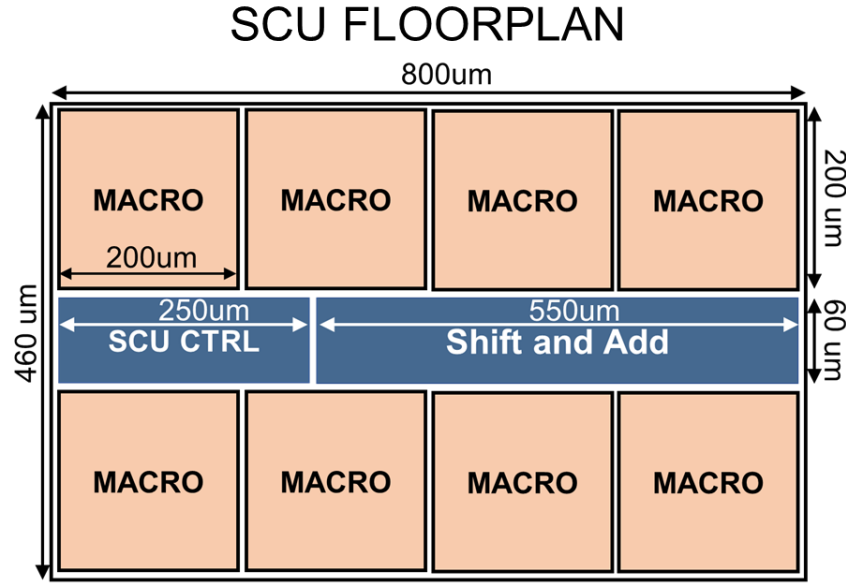 SCU FLOORPLAN
800um
MACRO MACRO MACRO MACRO
200 um
200um
460 um
250um 550um
SCU CTRL Shift and Add
60 um
MACRO MACRO MACRO MACRO